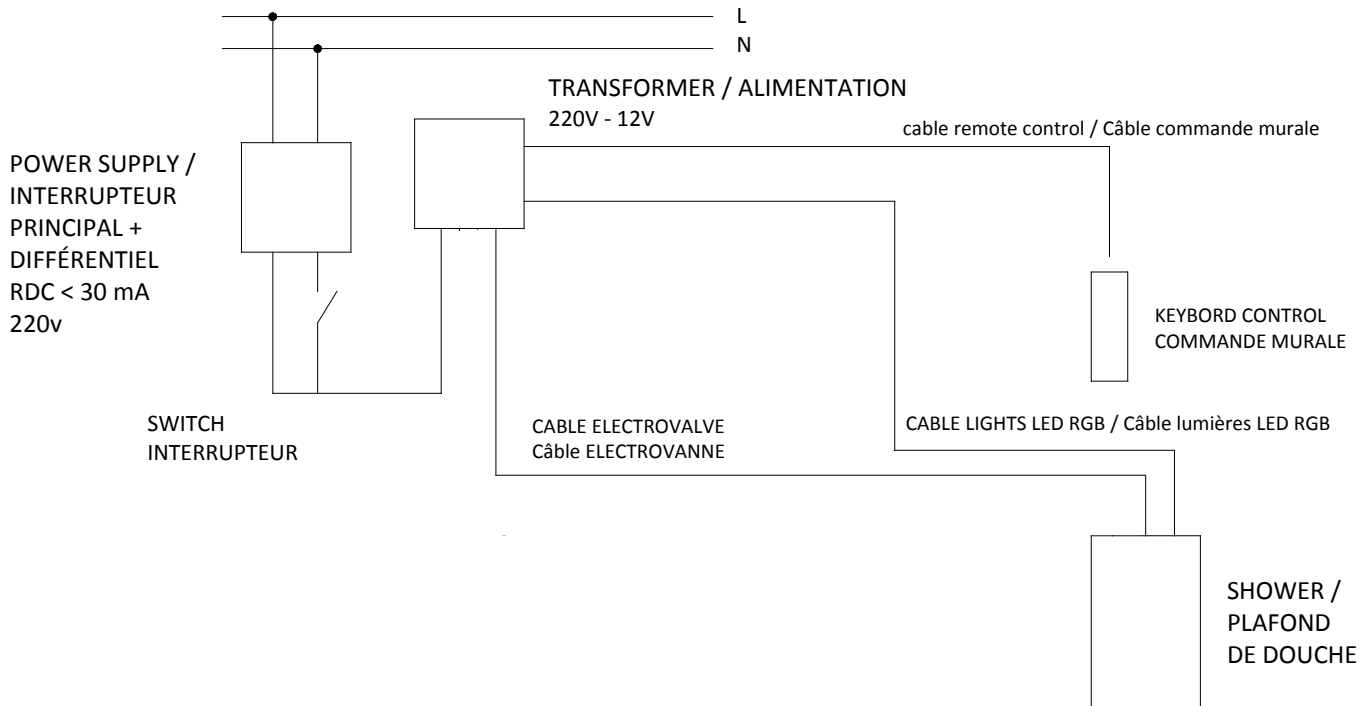 L
N
TRANSFORMER / ALIMENTATION
220V - 12V
cable remote control / Câble commande murale
POWER SUPPLY /
INTERRUPTEUR
PRINCIPAL +
DIFFÉRENTIEL
RDC < 30 mA
220v
KEYBORD CONTROL
COMMANDE MURALE
SWITCH
INTERRUPTEUR
CABLE ELECTROVALVE
Câble ELECTROVANNE
CABLE LIGHTS LED RGB / Câble lumières LED RGB
SHOWER /
PLAFOND
DE DOUCHE